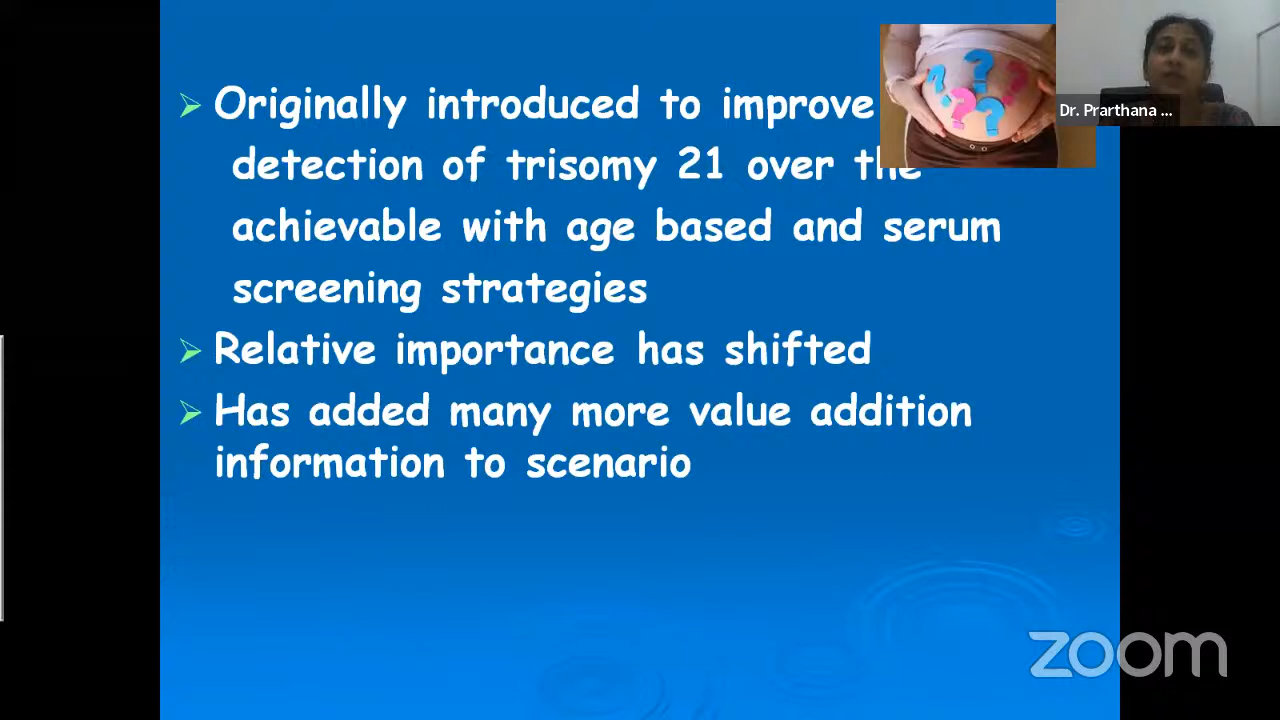 Originally introduced to improve
detection of trisomy 21 over the
achievable with age based and serum
screening strategies
Relative importance has shifted
Has added many more value addition
information to scenario
? ? ? ? ?
Dr. Prarthana ...
zoom